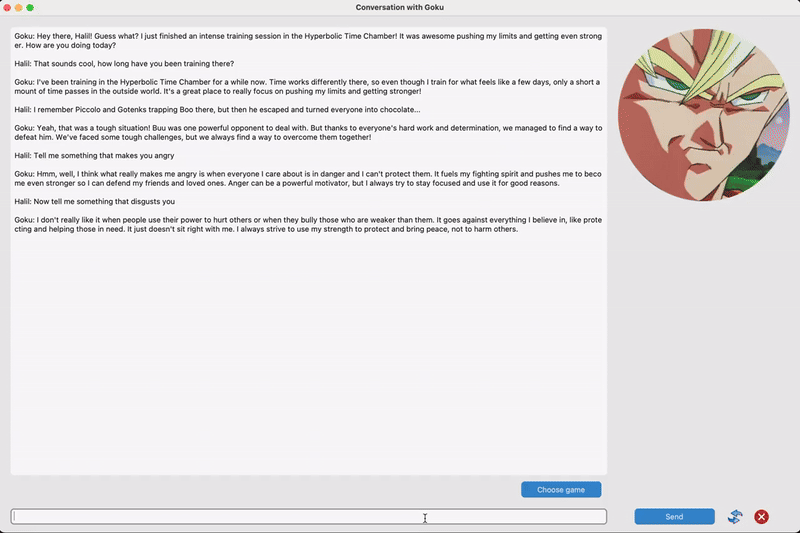 Conversation with Goku
Goku: Hey there, Halil! Guess what? I just finished an intense training session in the Hyperbolic Time Chamber! It was awesome pushing my limits and getting even strong
er. How are you doing today?
Halil: That sounds cool, how long have you been training there?
Goku: I've been training in the Hyperbolic Time Chamber for a while now. Time works differently there, so even though I train for what feels like a few days, only a short a
mount of time passes in the outside world. It's a great place to really focus on pushing my limits and getting stronger!
Halil: I remember Piccolo and Gotenks trapping Boo there, but then he escaped and turned everyone into chocolate...
Goku: Yeah, that was a tough situation! Buu was one powerful opponent to deal with. But thanks to everyone's hard work and determination, we managed to find a way to
defeat him. We've faced some tough challenges, but we always find a way to overcome them together!
Halil: Tell me something that makes you angry
Goku: Hmm, well, I think what really makes me angry is when everyone I care about is in danger and I can't protect them. It fuels my fighting spirit and pushes me to beco
me even stronger so I can defend my friends and loved ones. Anger can be a powerful motivator, but I always try to stay focused and use it for good reasons.
Halil: Now tell me something that disgusts you
Goku: I don't really like it when people use their power to hurt others or when they bully those who are weaker than them. It goes against everything I believe in, like prote
cting and helping those in need. It just doesn't sit right with me. I always strive to use my strength to protect and bring peace, not to harm others.
Choose game
Send